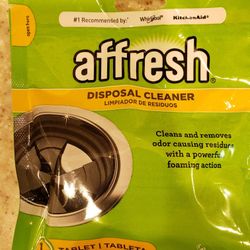 #1 Recommended by: Whirlpool KitchenAid
affresh®
DISPOSAL CLEANER
LIMPIADOR DE RESIDUOS
Cleans and removes
odor causing residues
with a powerful
foaming action
TABLET | TABLETA